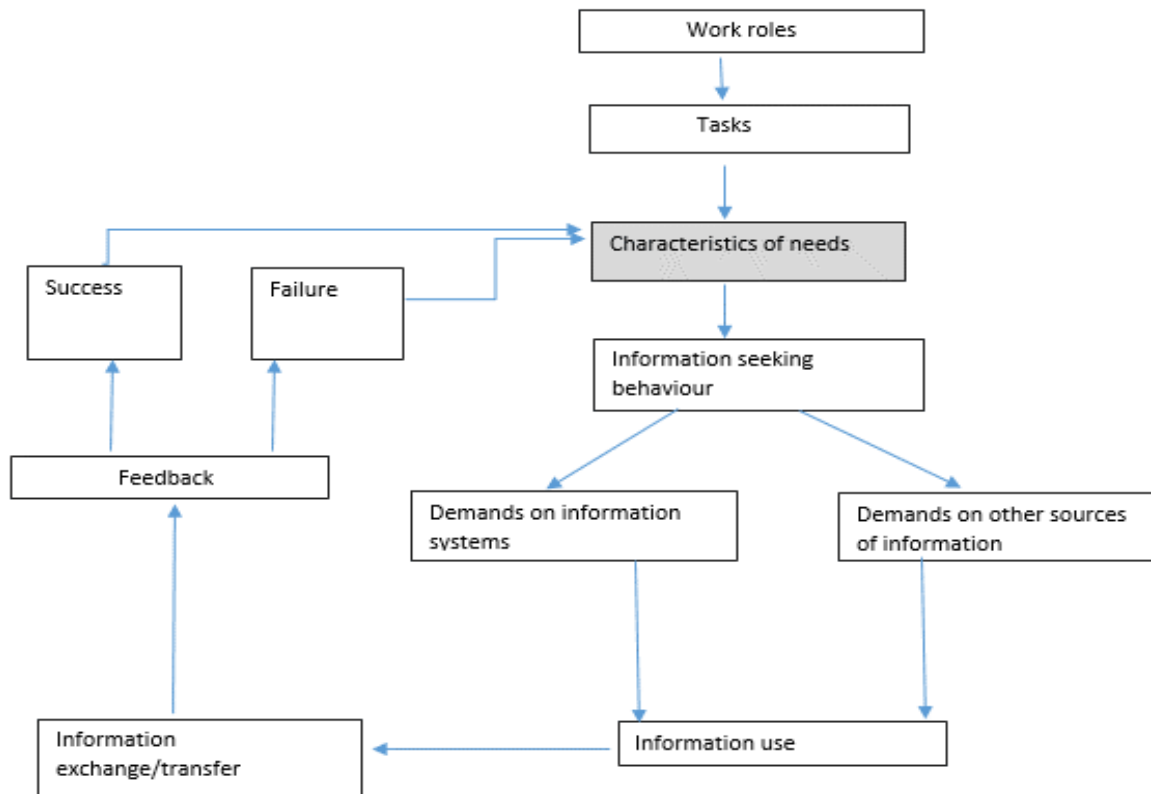 Work roles
Tasks
Characteristics of needs
Success
Failure
Information seeking
behaviour
Feedback
Demands on information
systems
Demands on other sources
of information
Information
exchange/transfer
Information use